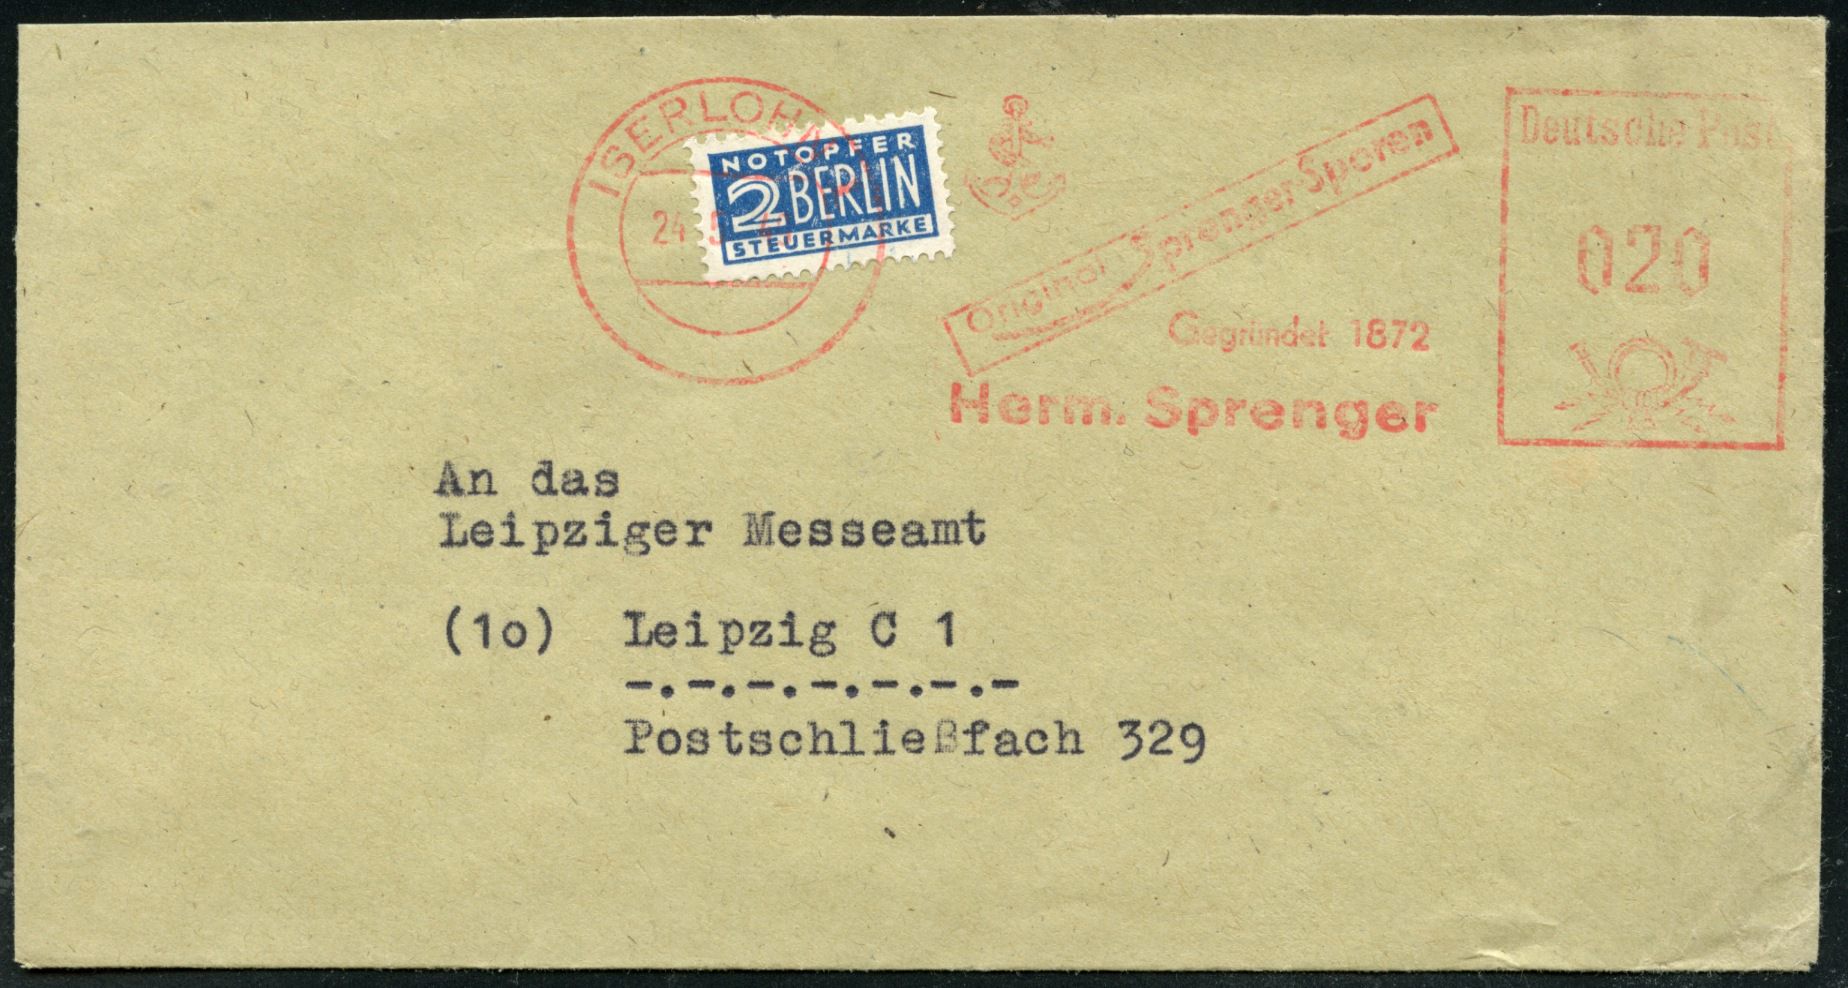 ISERLOHN
24 5
NOTOPFER
2 BERLIN
STEUERMARKE
Original-Sprenger-Sporen
Gegründet 1872
Herm. Sprenger
Deutsche Post
020
An das
Leipziger Messeamt
(1o) Leipzig C 1
-.-.-.-.-.-.-
Postschließfach 329